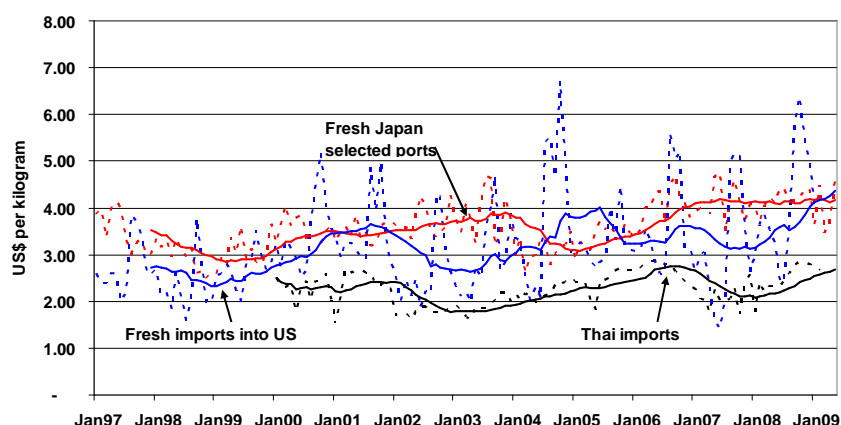 8.00
7.00
6.00
5.00
4.00
3.00
2.00
1.00
-
US$ per kilogram
Fresh Japan
selected ports
Fresh imports into US
Thai imports
Jan97 Jan98 Jan99 Jan00 Jan01 Jan02 Jan03 Jan04 Jan05 Jan06 Jan07 Jan08 Jan09